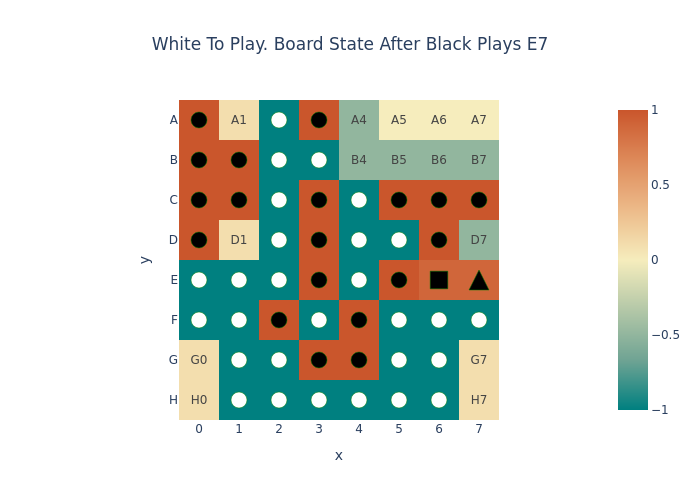 White To Play. Board State After Black Plays E7
A A1 A4 A5 A6 A7
B B4 B5 B6 B7
C
D D1 D7
E
F
G G0 G7
H H0 H7
0 1 2 3 4 5 6 7
x
y
1
0.5
0
−0.5
−1